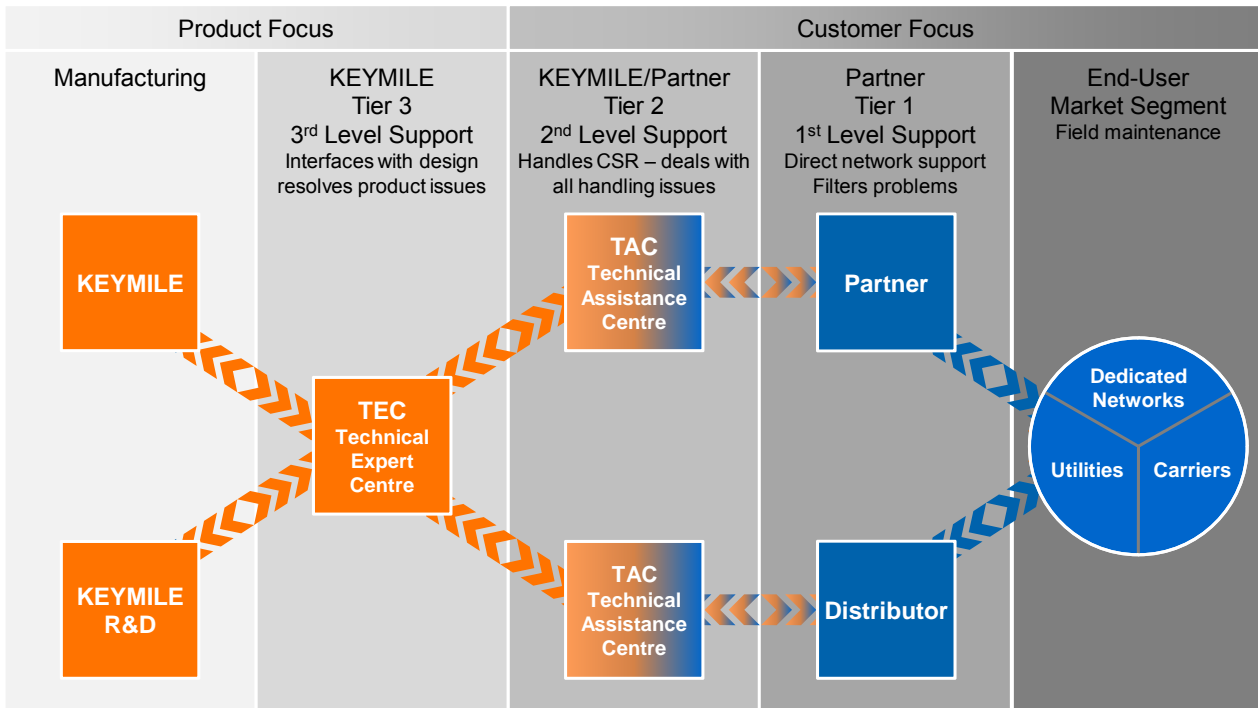 Product Focus
Customer Focus
Manufacturing
KEYMILE
Tier 3
3rd Level Support
Interfaces with design
resolves product issues
KEYMILE/Partner
Tier 2
2nd Level Support
Handles CSR – deals with
all handling issues
Partner
Tier 1
1st Level Support
Direct network support
Filters problems
End-User
Market Segment
Field maintenance
KEYMILE
KEYMILE
R&D
TEC
Technical
Expert
Centre
TAC
Technical
Assistance
Centre
TAC
Technical
Assistance
Centre
Partner
Distributor
Dedicated
Networks
Utilities
Carriers